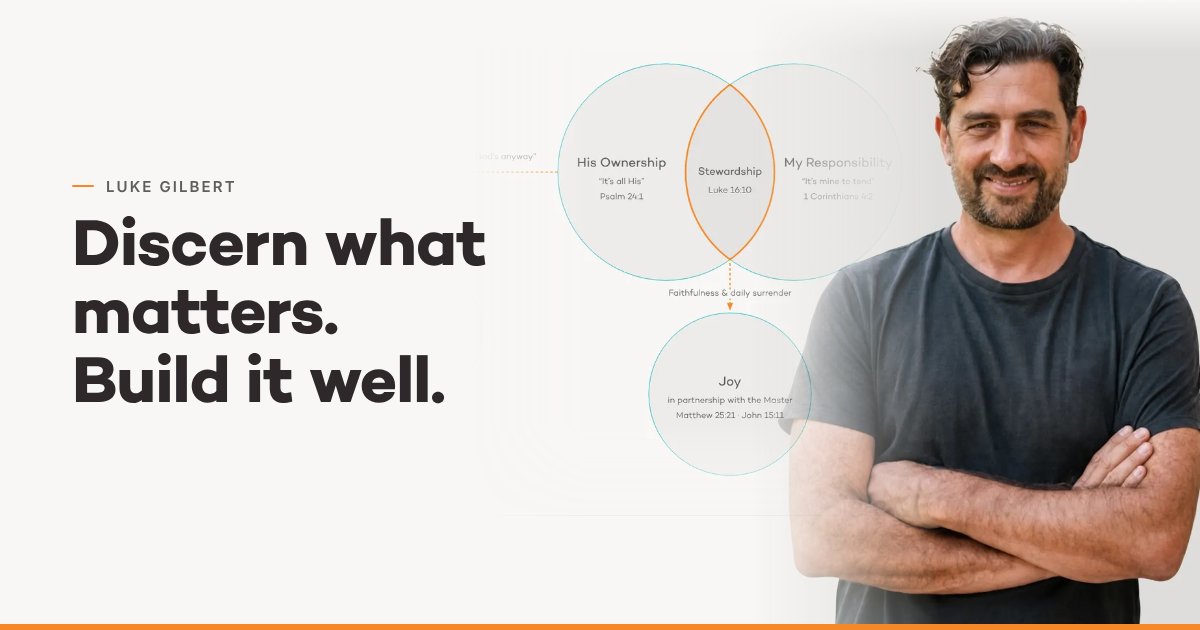 LUKE GILBERT
Discern what
matters.
Build it well.
God's anyway"
His Ownership
"It's all His"
Psalm 24:1
Stewardship
Luke 16:10
My Responsibility
"It's mine to tend"
1 Corinthians 4:2
Faithfulness & daily surrender
Joy
in partnership with the Master
Matthew 25:21 · John 15:11